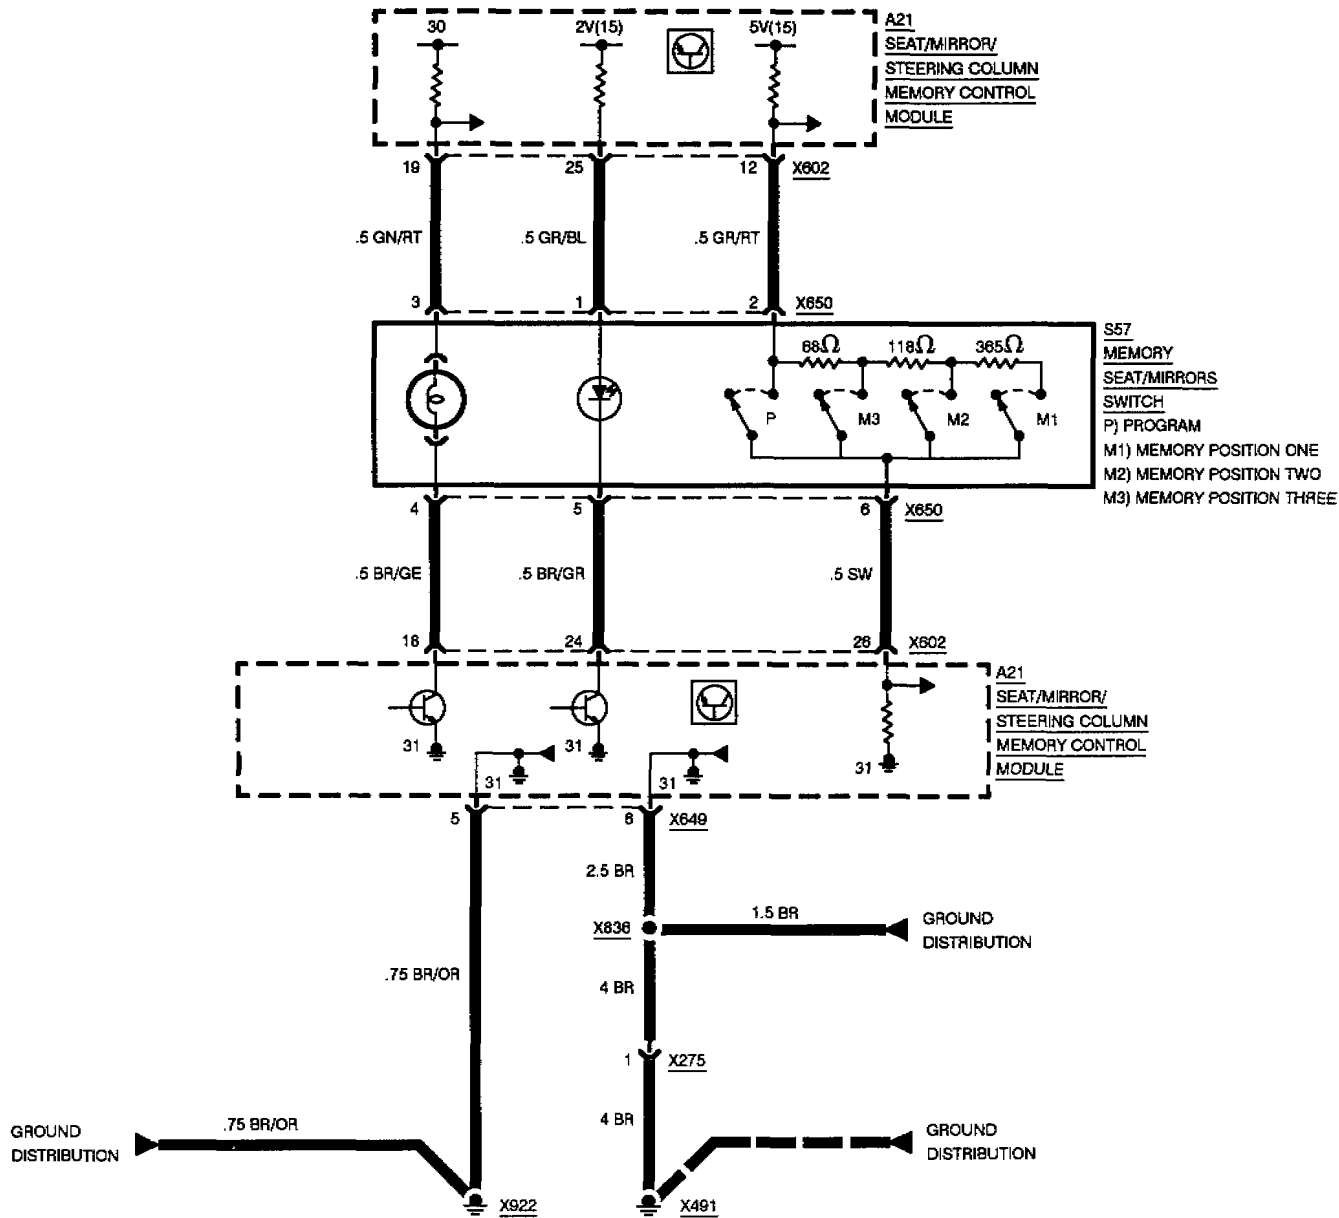 30
2V(15)
5V(15)
A21
SEAT/MIRROR/
STEERING COLUMN
MEMORY CONTROL
MODULE
19
25
12
X602
.5 GN/RT
.5 GR/BL
.5 GR/RT
3
1
2
X650
68Ω
118Ω
365Ω
P
M3
M2
M1
S57
MEMORY
SEAT/MIRRORS
SWITCH
P) PROGRAM
M1) MEMORY POSITION ONE
M2) MEMORY POSITION TWO
M3) MEMORY POSITION THREE
4
5
6
X650
.5 BR/GE
.5 BR/GR
.5 SW
18
24
26
X602
A21
SEAT/MIRROR/
STEERING COLUMN
MEMORY CONTROL
MODULE
31
31
31
31
31
5
6
X649
2.5 BR
X836
1.5 BR
GROUND
DISTRIBUTION
.75 BR/OR
4 BR
1
X275
4 BR
GROUND
DISTRIBUTION
.75 BR/OR
GROUND
DISTRIBUTION
X922
X491